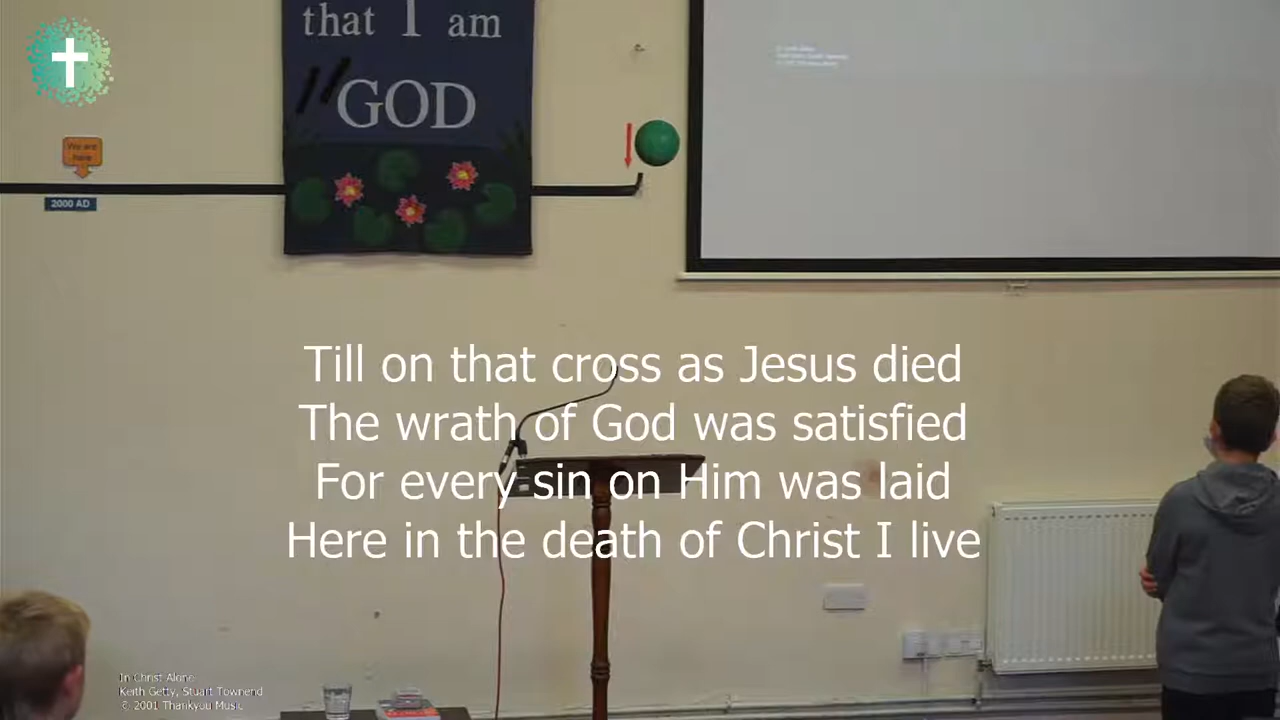 that I am
GOD
We are
here
2000 AD
Till on that cross as Jesus died
The wrath of God was satisfied
For every sin on Him was laid
Here in the death of Christ I live
In Christ Alone
Keith Getty, Stuart Townend
© 2001 Thankyou Music